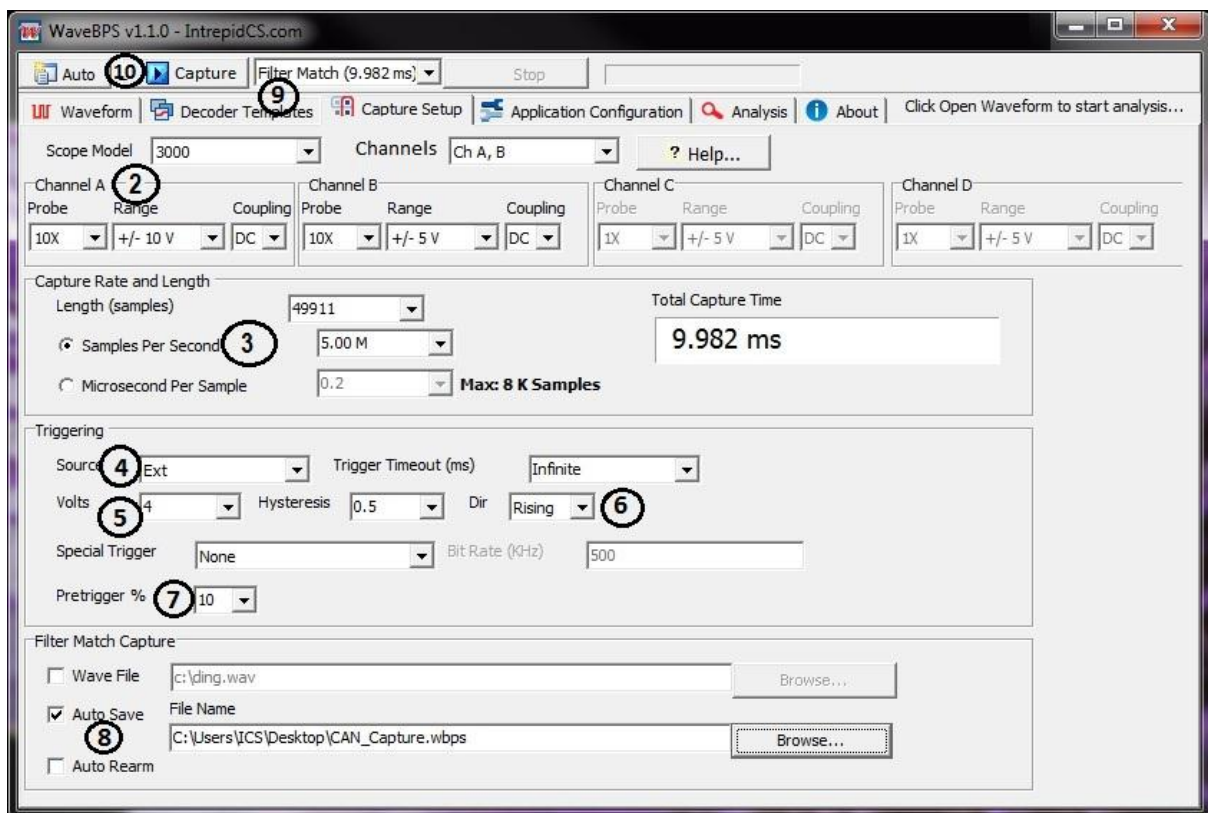 WaveBPS v1.1.0 - IntrepidCS.com
Auto 10 Capture Filter Match (9.982 ms) Stop
9
Waveform Decoder Templates Capture Setup Application Configuration Analysis About Click Open Waveform to start analysis...
Scope Model 3000 Channels Ch A, B ? Help...
Channel A 2 Channel B Channel C Channel D
Probe Range Coupling Probe Range Coupling Probe Range Coupling Probe Range Coupling
10X +/- 10 V DC 10X +/- 5 V DC 1X +/- 5 V DC 1X +/- 5 V DC
Capture Rate and Length
Length (samples) 49911 Total Capture Time
Samples Per Second 3 5.00 M 9.982 ms
Microsecond Per Sample 0.2 Max: 8 K Samples
Triggering
Source 4 Ext Trigger Timeout (ms) Infinite
Volts 5 4 Hysteresis 0.5 Dir Rising 6
Special Trigger None Bit Rate (KHz) 500
Pretrigger % 7 10
Filter Match Capture
Wave File c:\ding.wav Browse...
Auto Save File Name
8 C:\Users\ICS\Desktop\CAN_Capture.wbps Browse...
Auto Rearm